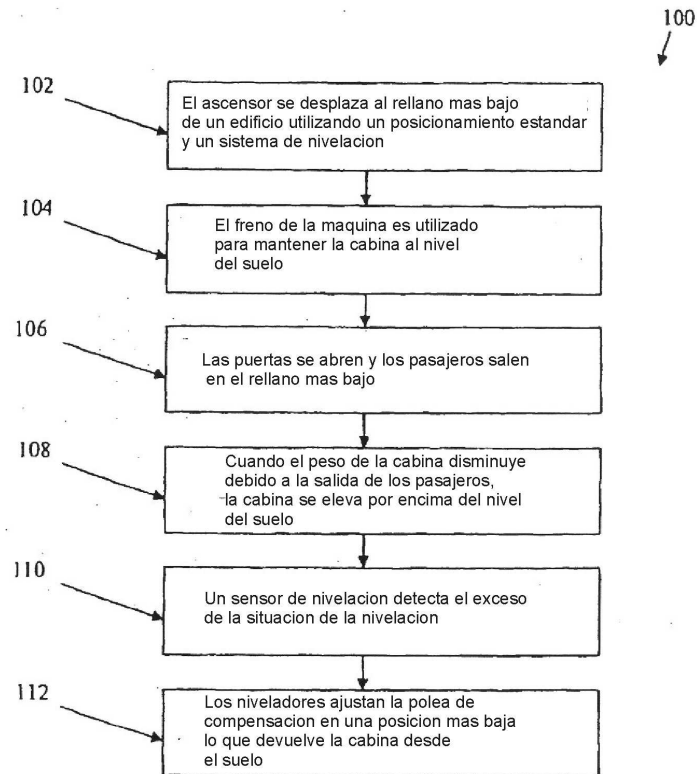 100
102
El ascensor se desplaza al rellano mas bajo
de un edificio utilizando un posicionamiento estandar
y un sistema de nivelacion
104
El freno de la maquina es utilizado
para mantener la cabina al nivel
del suelo
106
Las puertas se abren y los pasajeros salen
en el rellano mas bajo
108
Cuando el peso de la cabina disminuye
debido a la salida de los pasajeros,
la cabina se eleva por encima del nivel
del suelo
110
Un sensor de nivelacion detecta el exceso
de la situacion de la nivelacion
112
Los niveladores ajustan la polea de
compensacion en una posicion mas baja
lo que devuelve la cabina desde
el suelo